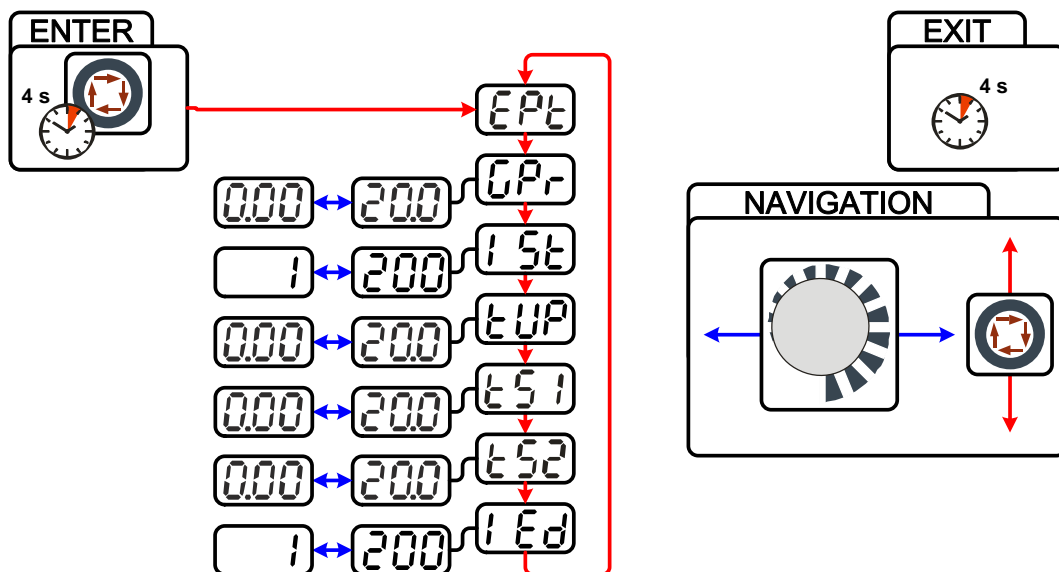 ENTER
4 s
EXIT
4 s
NAVIGATION
EPt
GPr
0.00 20.0
ISt
1 200
tUP
0.00 20.0
tS1
0.00 20.0
tS2
0.00 20.0
IEd
1 200